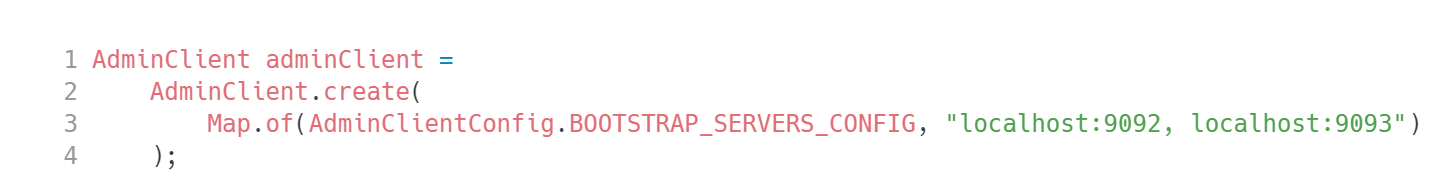 1 AdminClient adminClient =
2     AdminClient.create(
3         Map.of(AdminClientConfig.BOOTSTRAP_SERVERS_CONFIG, "localhost:9092, localhost:9093")
4     );